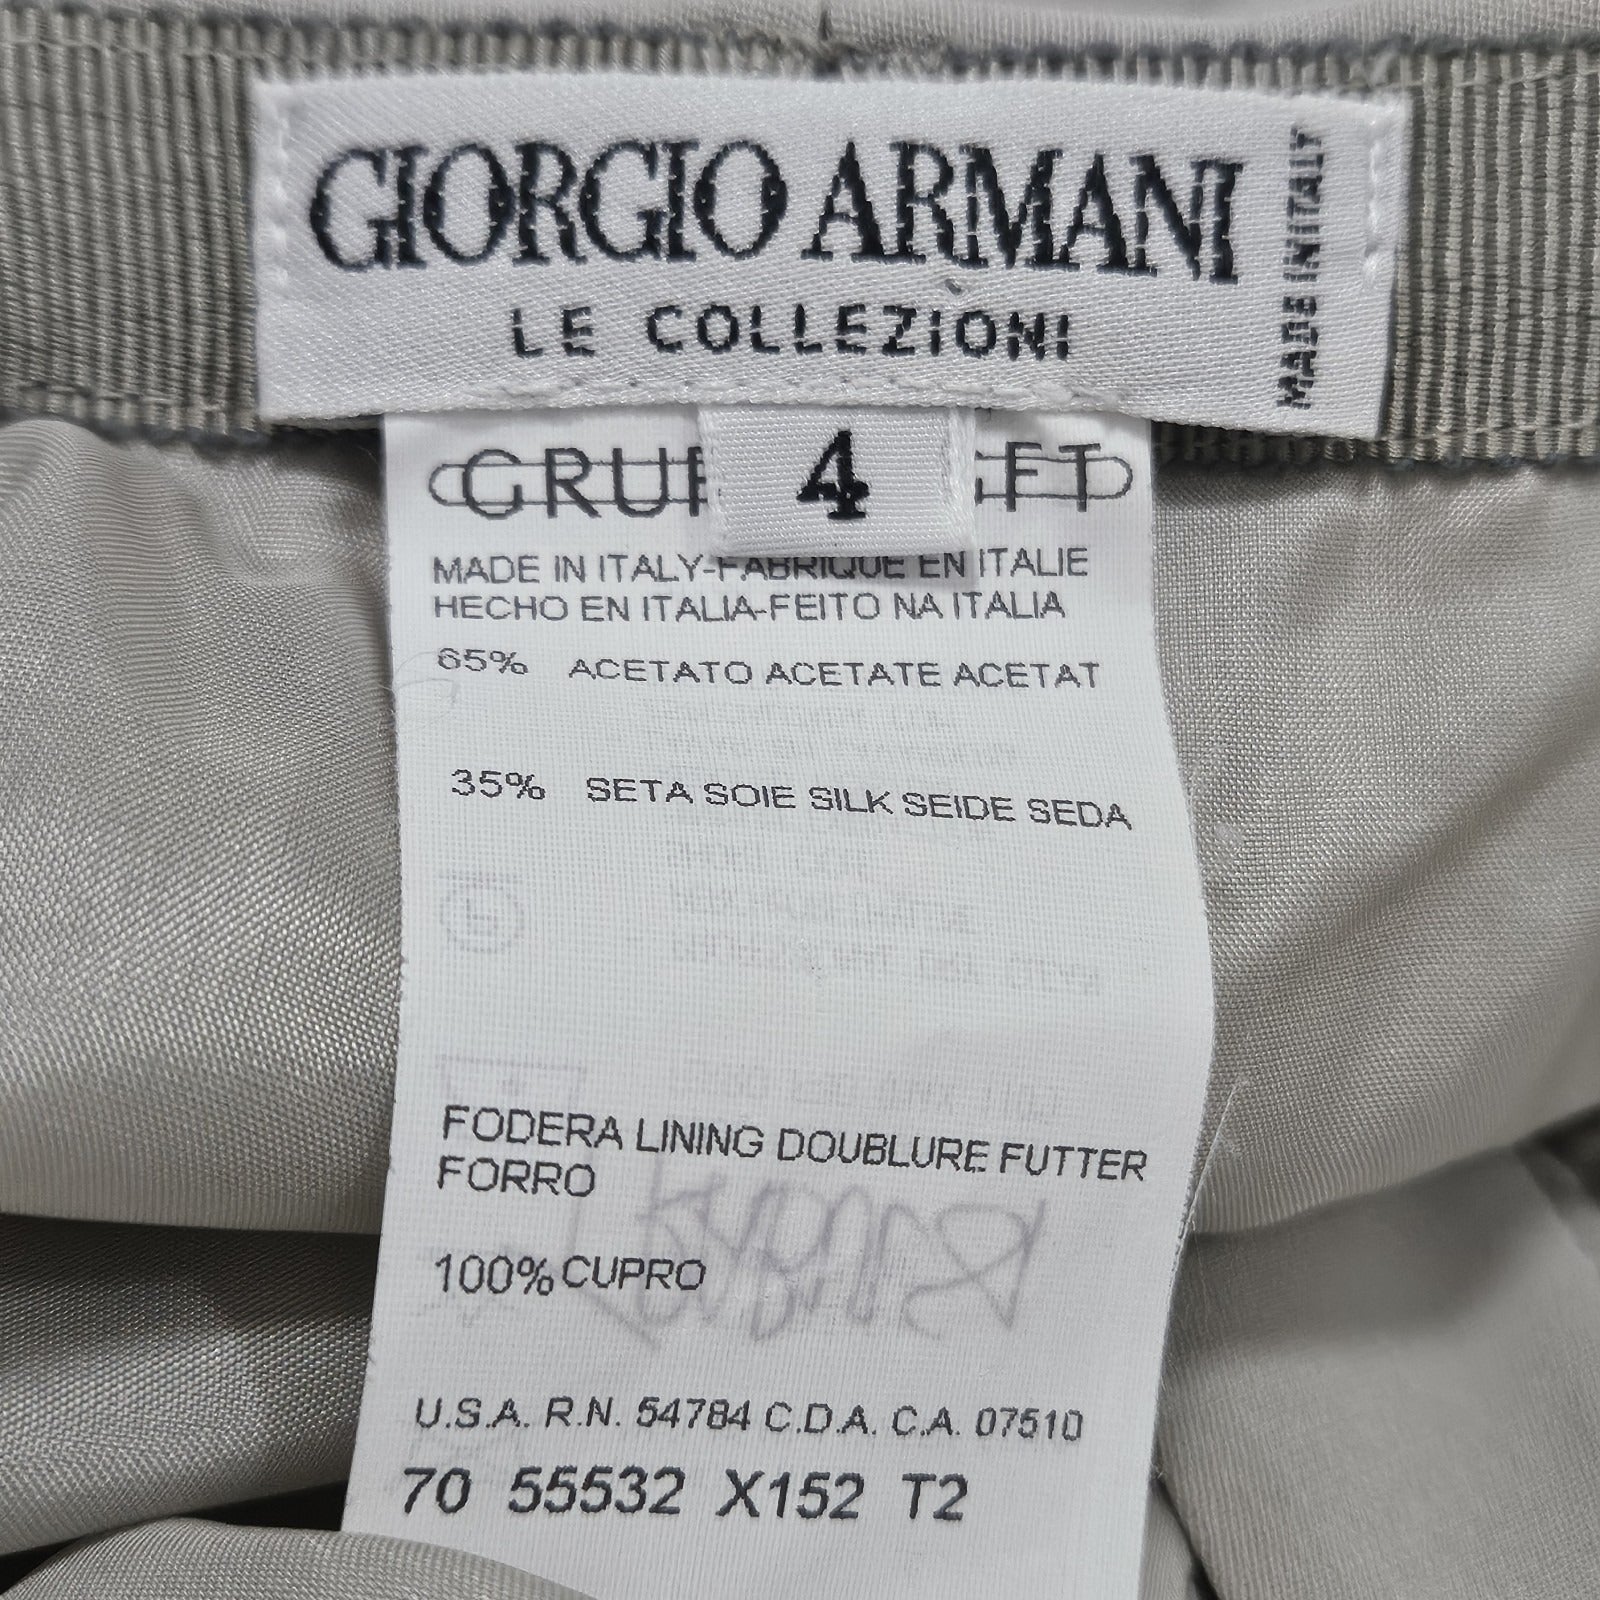 GIORGIO ARMANI
LE COLLEZIONI
MADE IN ITALY
4
MADE IN ITALY-FABRIQUE EN ITALIE
HECHO EN ITALIA-FEITO NA ITALIA
65% ACETATO ACETATE ACETAT
35% SETA SOIE SILK SEIDE SEDA
FODERA LINING DOUBLURE FUTTER
FORRO
100% CUPRO
U.S.A. R.N. 54784 C.D.A. C.A. 07510
70 55532 X152 T2